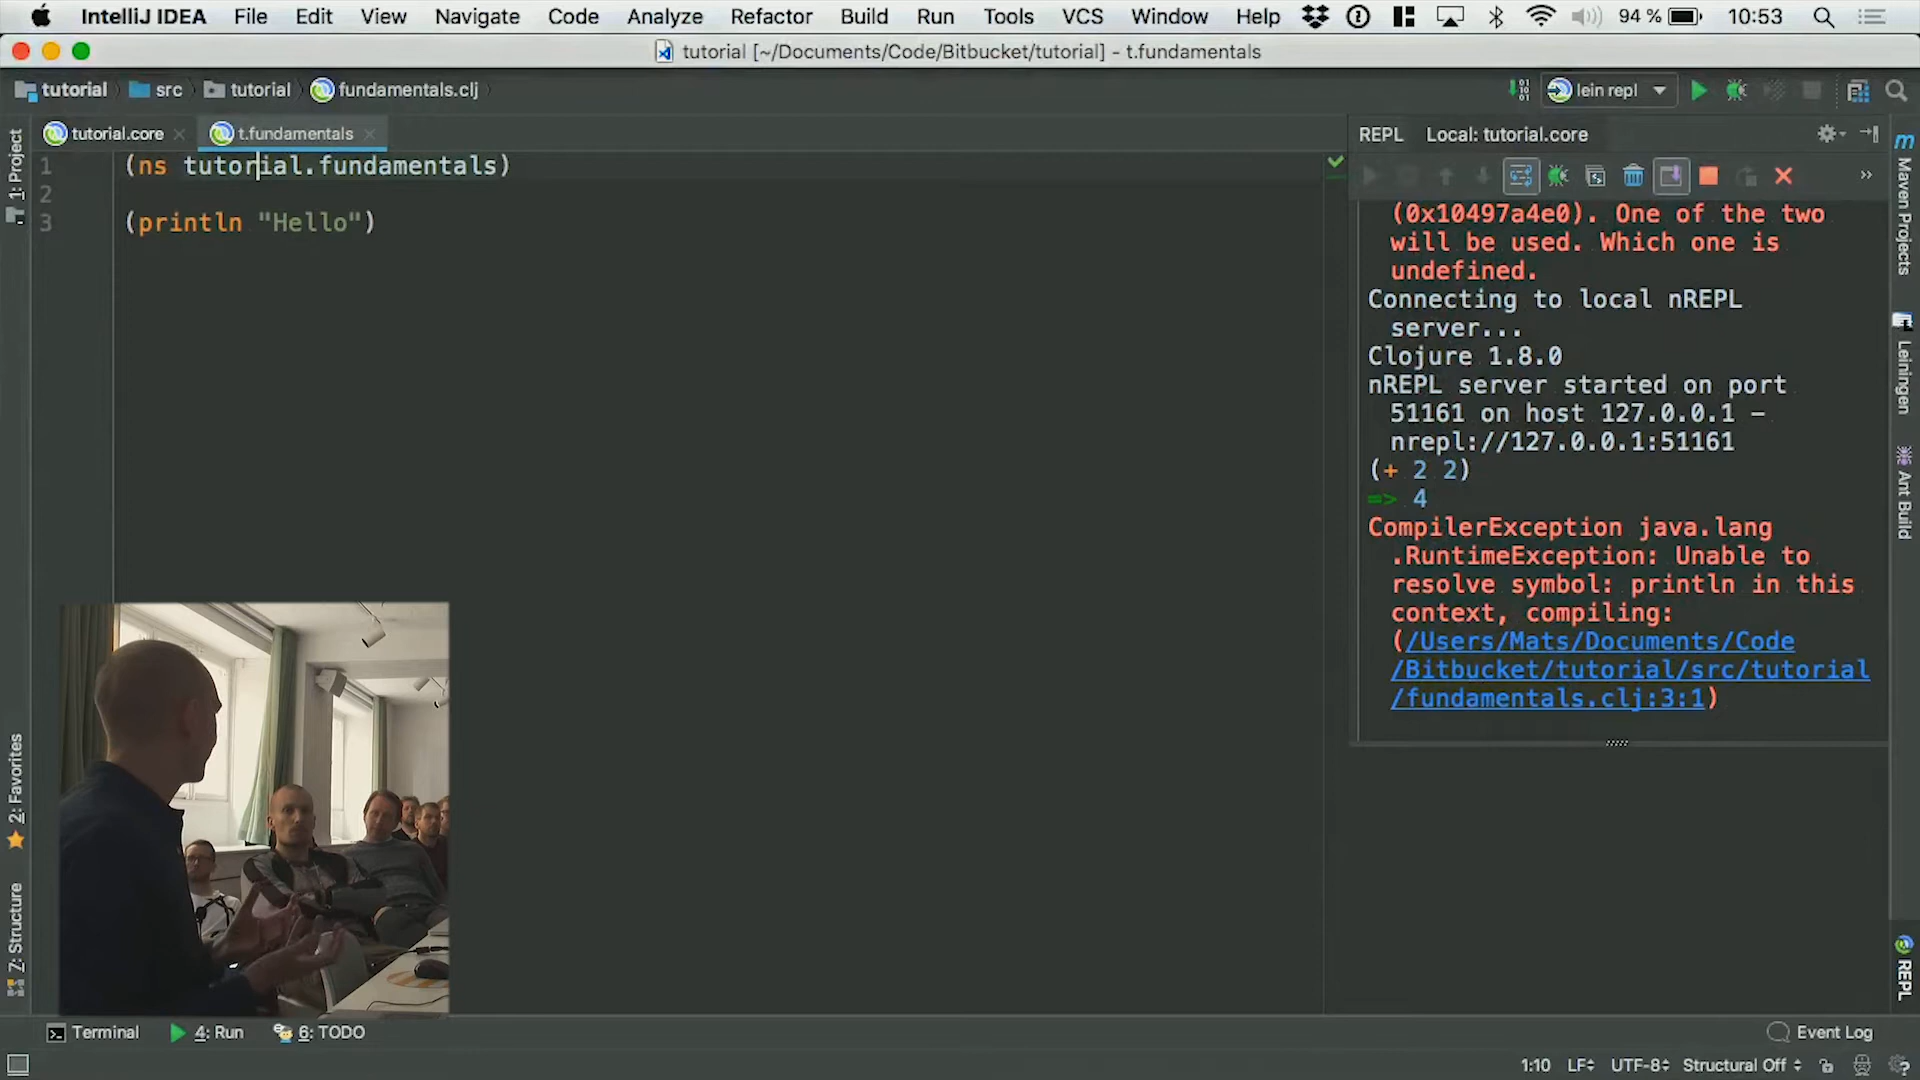 IntelliJ IDEA File Edit View Navigate Code Analyze Refactor Build Run Tools VCS Window Help 94 % 10:53
tutorial [~/Documents/Code/Bitbucket/tutorial] - t.fundamentals
tutorial src tutorial fundamentals.clj lein repl
tutorial.core t.fundamentals
REPL Local: tutorial.core
1 (ns tutorial.fundamentals)
2
3 (println "Hello")
(0x10497a4e0). One of the two
will be used. Which one is
undefined.
Connecting to local nREPL
server...
Clojure 1.8.0
nREPL server started on port
51161 on host 127.0.0.1 –
nrepl://127.0.0.1:51161
(+ 2 2)
=> 4
CompilerException java.lang
.RuntimeException: Unable to
resolve symbol: println in this
context, compiling:
(/Users/Mats/Documents/Code
/Bitbucket/tutorial/src/tutorial
/fundamentals.clj:3:1)
1: Project
2: Favorites
Z: Structure
Maven Projects
Leiningen
Ant Build
REPL
Terminal 4: Run 6: TODO Event Log
1:10 LF UTF-8 Structural Off